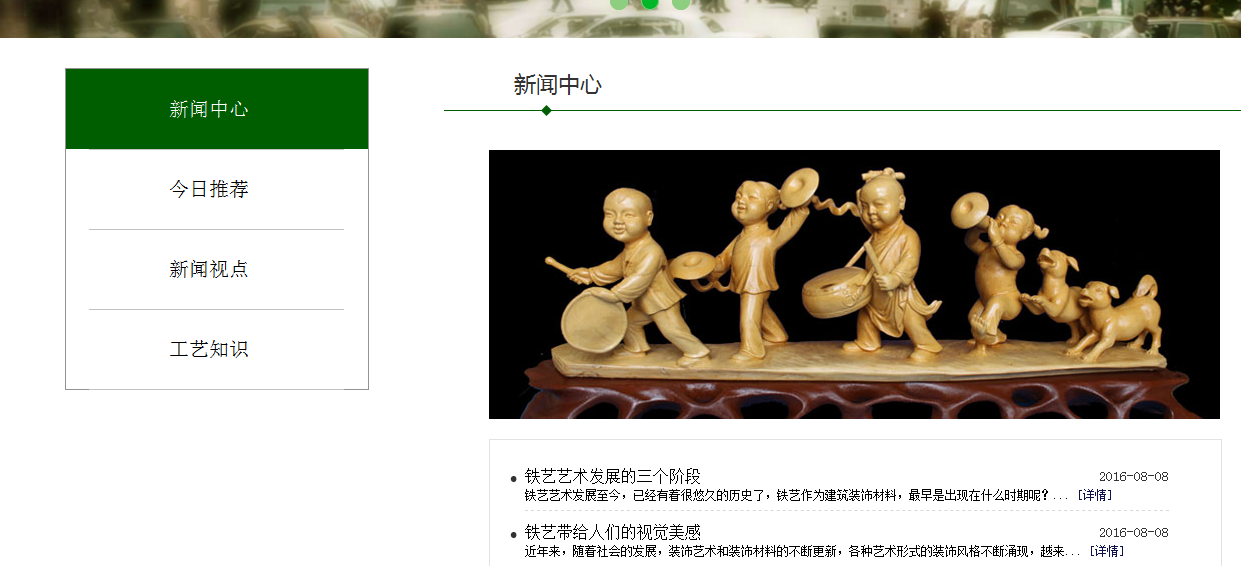 新闻中心
今日推荐
新闻视点
工艺知识
新闻中心
铁艺艺术发展的三个阶段 2016-08-08
铁艺艺术发展至今，已经有着很悠久的历史了，铁艺作为建筑装饰材料，最早是出现在什么时期呢？... [详情]
铁艺带给人们的视觉美感 2016-08-08
近年来，随着社会的发展，装饰艺术和装饰材料的不断更新，各种艺术形式的装饰风格不断涌现，越来... [详情]